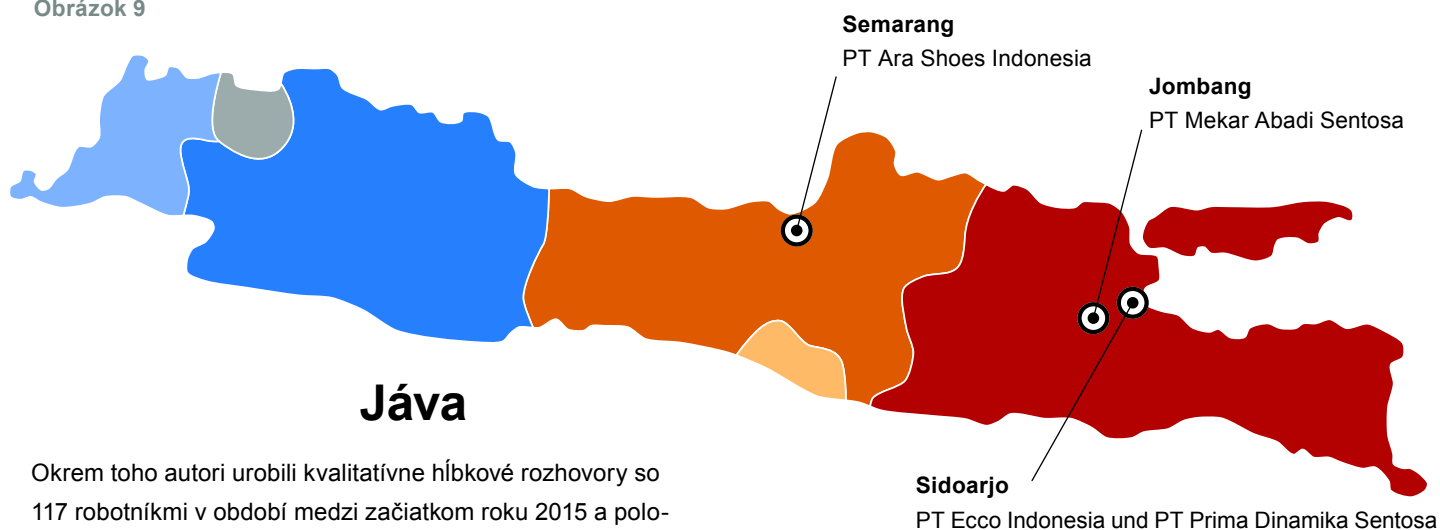 Obrázok 9
Semarang
PT Ara Shoes Indonesia
Jombang
PT Mekar Abadi Sentosa
Jáva
Okrem toho autori urobili kvalitatívne hĺbkové rozhovory so
117 robotníkmi v období medzi začiatkom roku 2015 a polo-
Sidoarjo
PT Ecco Indonesia und PT Prima Dinamika Sentosa